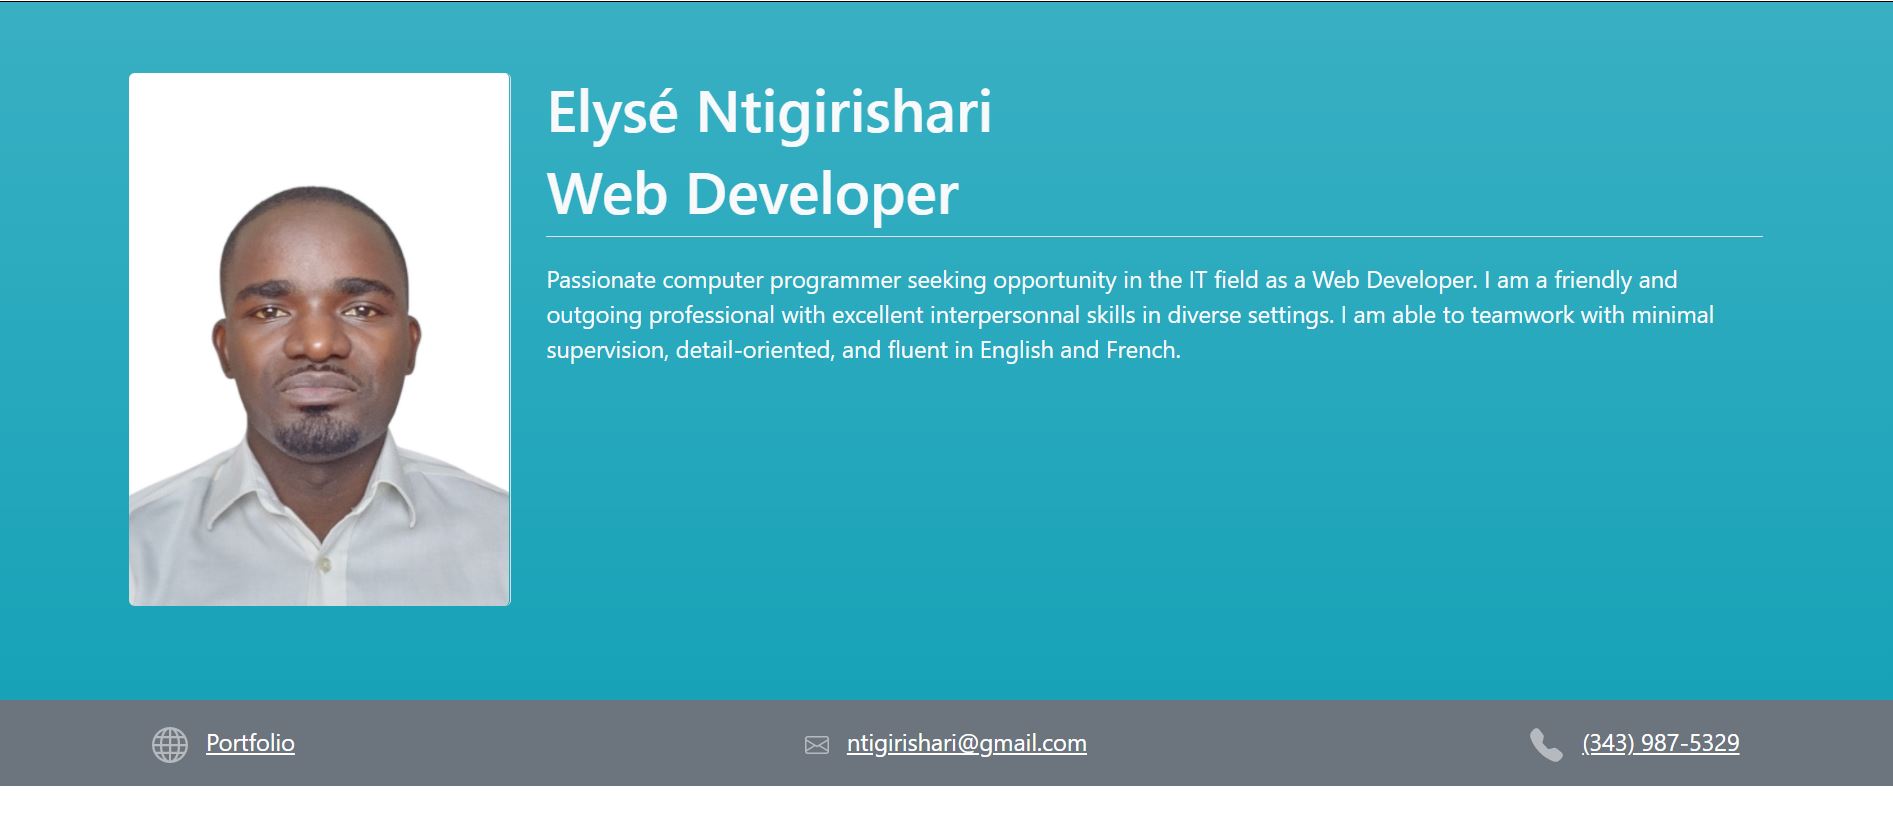 Elysé Ntigirishari
Web Developer
Passionate computer programmer seeking opportunity in the IT field as a Web Developer. I am a friendly and
outgoing professional with excellent interpersonnal skills in diverse settings. I am able to teamwork with minimal
supervision, detail-oriented, and fluent in English and French.
Portfolio
ntigirishari@gmail.com
(343) 987-5329